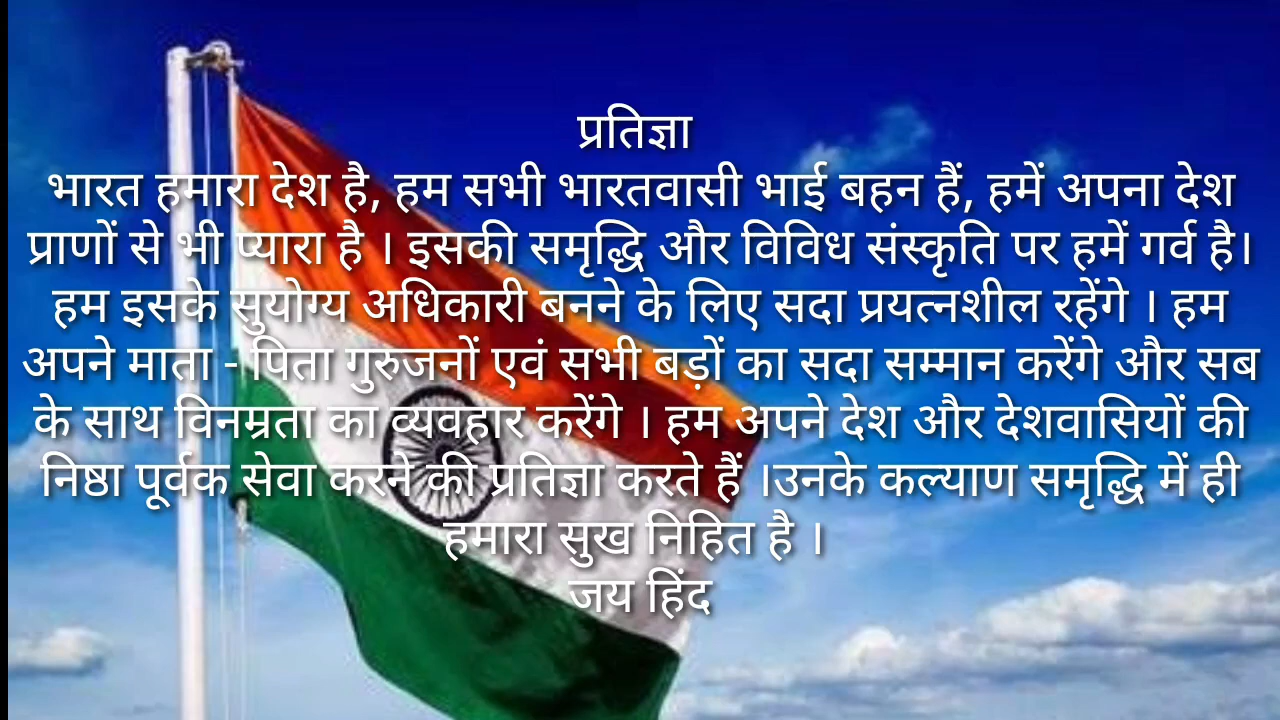 प्रतिज्ञा
भारत हमारा देश है, हम सभी भारतवासी भाई बहन हैं, हमें अपना देश
प्राणों से भी प्यारा है । इसकी समृद्धि और विविध संस्कृति पर हमें गर्व है।
हम इसके सुयोग्य अधिकारी बनने के लिए सदा प्रयत्नशील रहेंगे । हम
अपने माता - पिता गुरुजनों एवं सभी बड़ों का सदा सम्मान करेंगे और सब
के साथ विनम्रता का व्यवहार करेंगे । हम अपने देश और देशवासियों की
निष्ठा पूर्वक सेवा करने की प्रतिज्ञा करते हैं ।उनके कल्याण समृद्धि में ही
हमारा सुख निहित है ।
जय हिंद